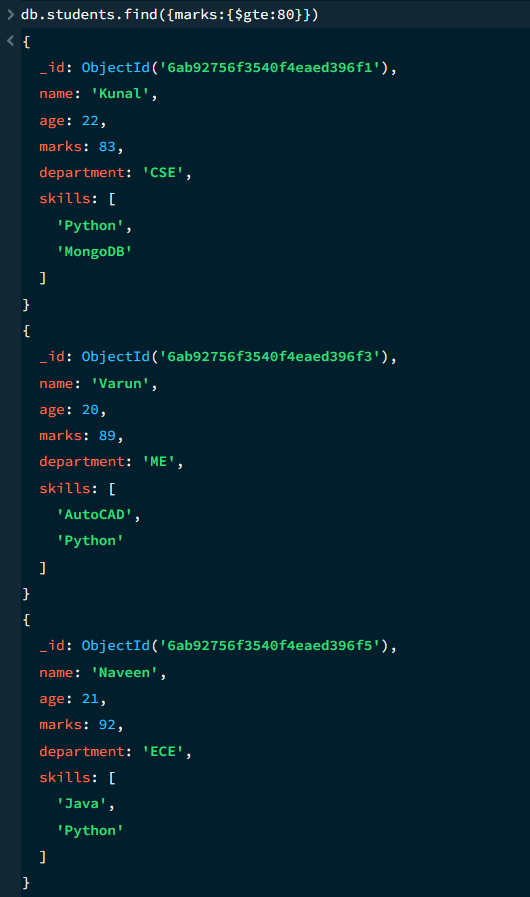 db.students.find({marks:{$gte:80}})
{
  _id: ObjectId('6ab92756f3540f4eaed396f1'),
  name: 'Kunal',
  age: 22,
  marks: 83,
  department: 'CSE',
  skills: [
    'Python',
    'MongoDB'
  ]
}
{
  _id: ObjectId('6ab92756f3540f4eaed396f3'),
  name: 'Varun',
  age: 20,
  marks: 89,
  department: 'ME',
  skills: [
    'AutoCAD',
    'Python'
  ]
}
{
  _id: ObjectId('6ab92756f3540f4eaed396f5'),
  name: 'Naveen',
  age: 21,
  marks: 92,
  department: 'ECE',
  skills: [
    'Java',
    'Python'
  ]
}